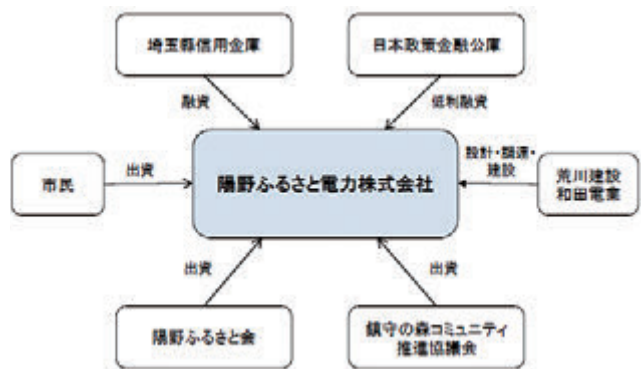 埼玉縣信用金庫
日本政策金融公庫
融資
低利融資
市民
出資
陽野ふるさと電力株式会社
設計・調達・
建設
荒川建設
和田電業
出資
出資
陽野ふるさと会
鎮守の森コミュニティ
推進協議会